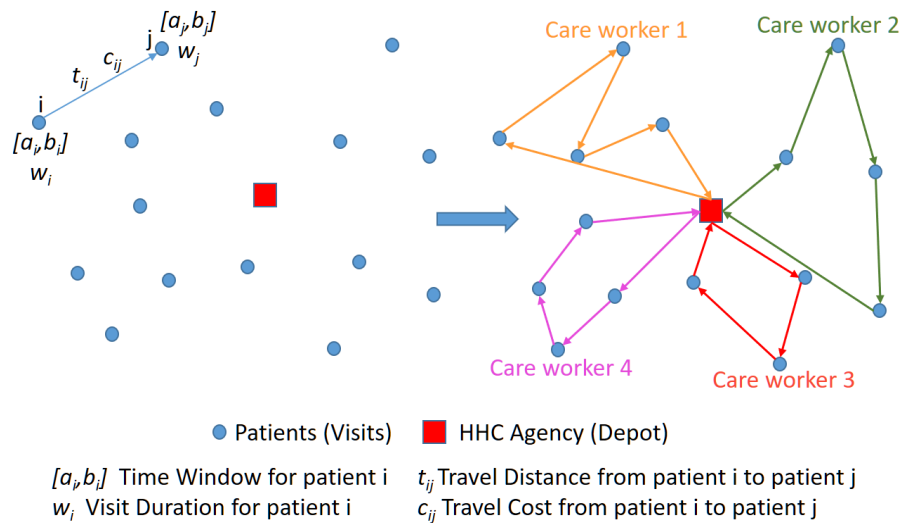 [aj,bj]
j
wj
cij
tij
i
[ai,bi]
wi
Care worker 1
Care worker 2
Care worker 4
Care worker 3
Patients (Visits)
HHC Agency (Depot)
[ai,bi] Time Window for patient i
tij Travel Distance from patient i to patient j
wi Visit Duration for patient i
cij Travel Cost from patient i to patient j